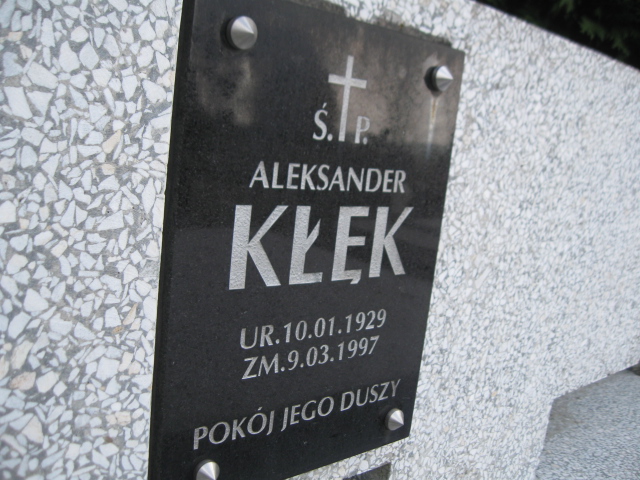 Ś.P.
ALEKSANDER
KŁĘK
UR.10.01.1929
ZM.9.03.1997
POKÓJ JEGO DUSZY